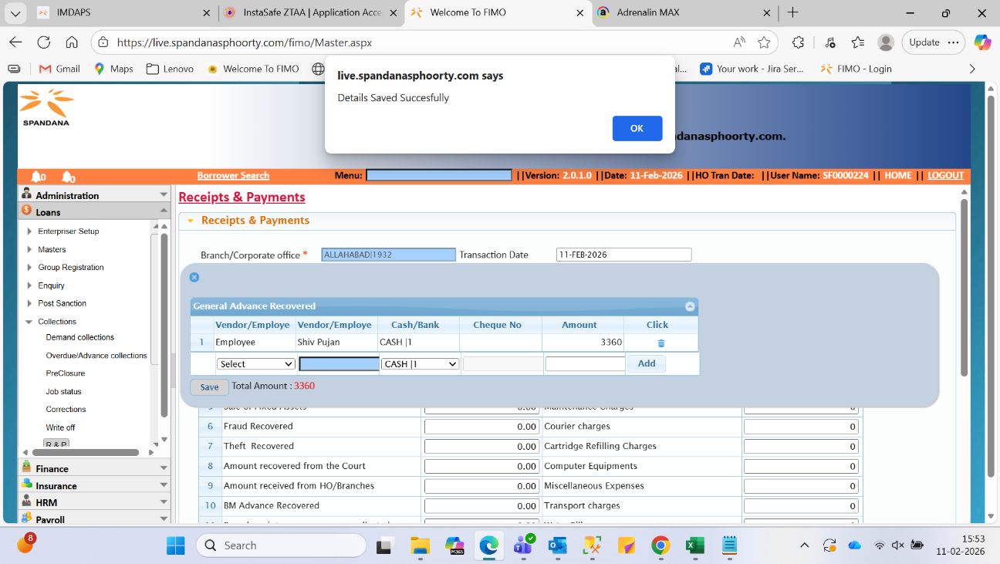 IMDAPS
InstaSafe ZTAA | Application Acce
Welcome To FIMO
Adrenalin MAX
https://live.spandanasphoorty.com/fimo/Master.aspx
Update
Gmail
Maps
Lenovo
Welcome To FIMO
al...
Your work - Jira Ser...
FIMO - Login
live.spandanasphoorty.com says
Details Saved Succesfully
OK
SPANDANA
danasphoorty.com.
0
0
Borrower Search
Menu:
||Version: 2.0.1.0 ||Date: 11-Feb-2026 ||HO Tran Date: ||User Name: SF0000224 || HOME || LOGOUT
Administration
Loans
Enterpriser Setup
Masters
Group Registration
Enquiry
Post Sanction
Collections
Demand collections
Overdue/Advance collections
PreClosure
Job status
Corrections
Write off
R & P
Finance
Insurance
HRM
Payroll
Receipts & Payments
Receipts & Payments
Branch/Corporate office * ALLAHABAD|1932 Transaction Date 11-FEB-2026
General Advance Recovered
Vendor/Employe Vendor/Employe Cash/Bank Cheque No Amount Click
1 Employee Shiv Pujan CASH |1 3360
Select CASH |1 Add
Save Total Amount : 3360
5 Sale of Fixed Assets 0.00 Maintenance Charges 0
6 Fraud Recovered 0.00 Courier charges 0
7 Theft Recovered 0.00 Cartridge Refilling Charges 0
8 Amount recovered from the Court 0.00 Computer Equipments 0
9 Amount received from HO/Branches 0.00 Miscellaneous Expenses 0
10 BM Advance Recovered 0.00 Transport charges 0
8
Search
M365
15:53
11-02-2026